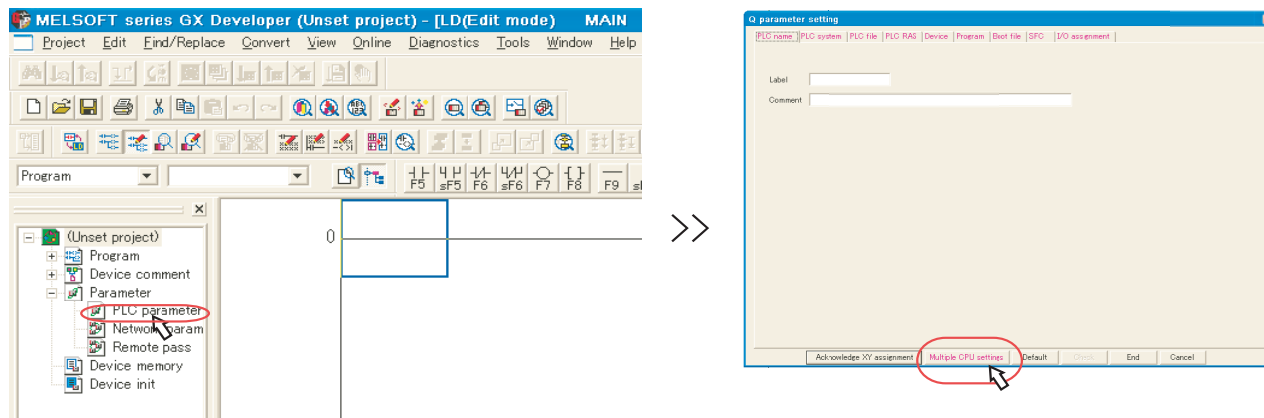 MELSOFT series GX Developer (Unset project) - [LD(Edit mode) MAIN
Project Edit Find/Replace Convert View Online Diagnostics Tools Window Help
Program
F5 sF5 F6 sF6 F7 F8 F9
(Unset project)
Program
Device comment
Parameter
PLC parameter
Network param
Remote pass
Device memory
Device init
0
>>
Q parameter setting
PLC name PLC system PLC file PLC RAS Device Program Boot file SFC I/O assignment
Label
Comment
Acknowledge XY assignment Multiple CPU settings Default Check End Cancel